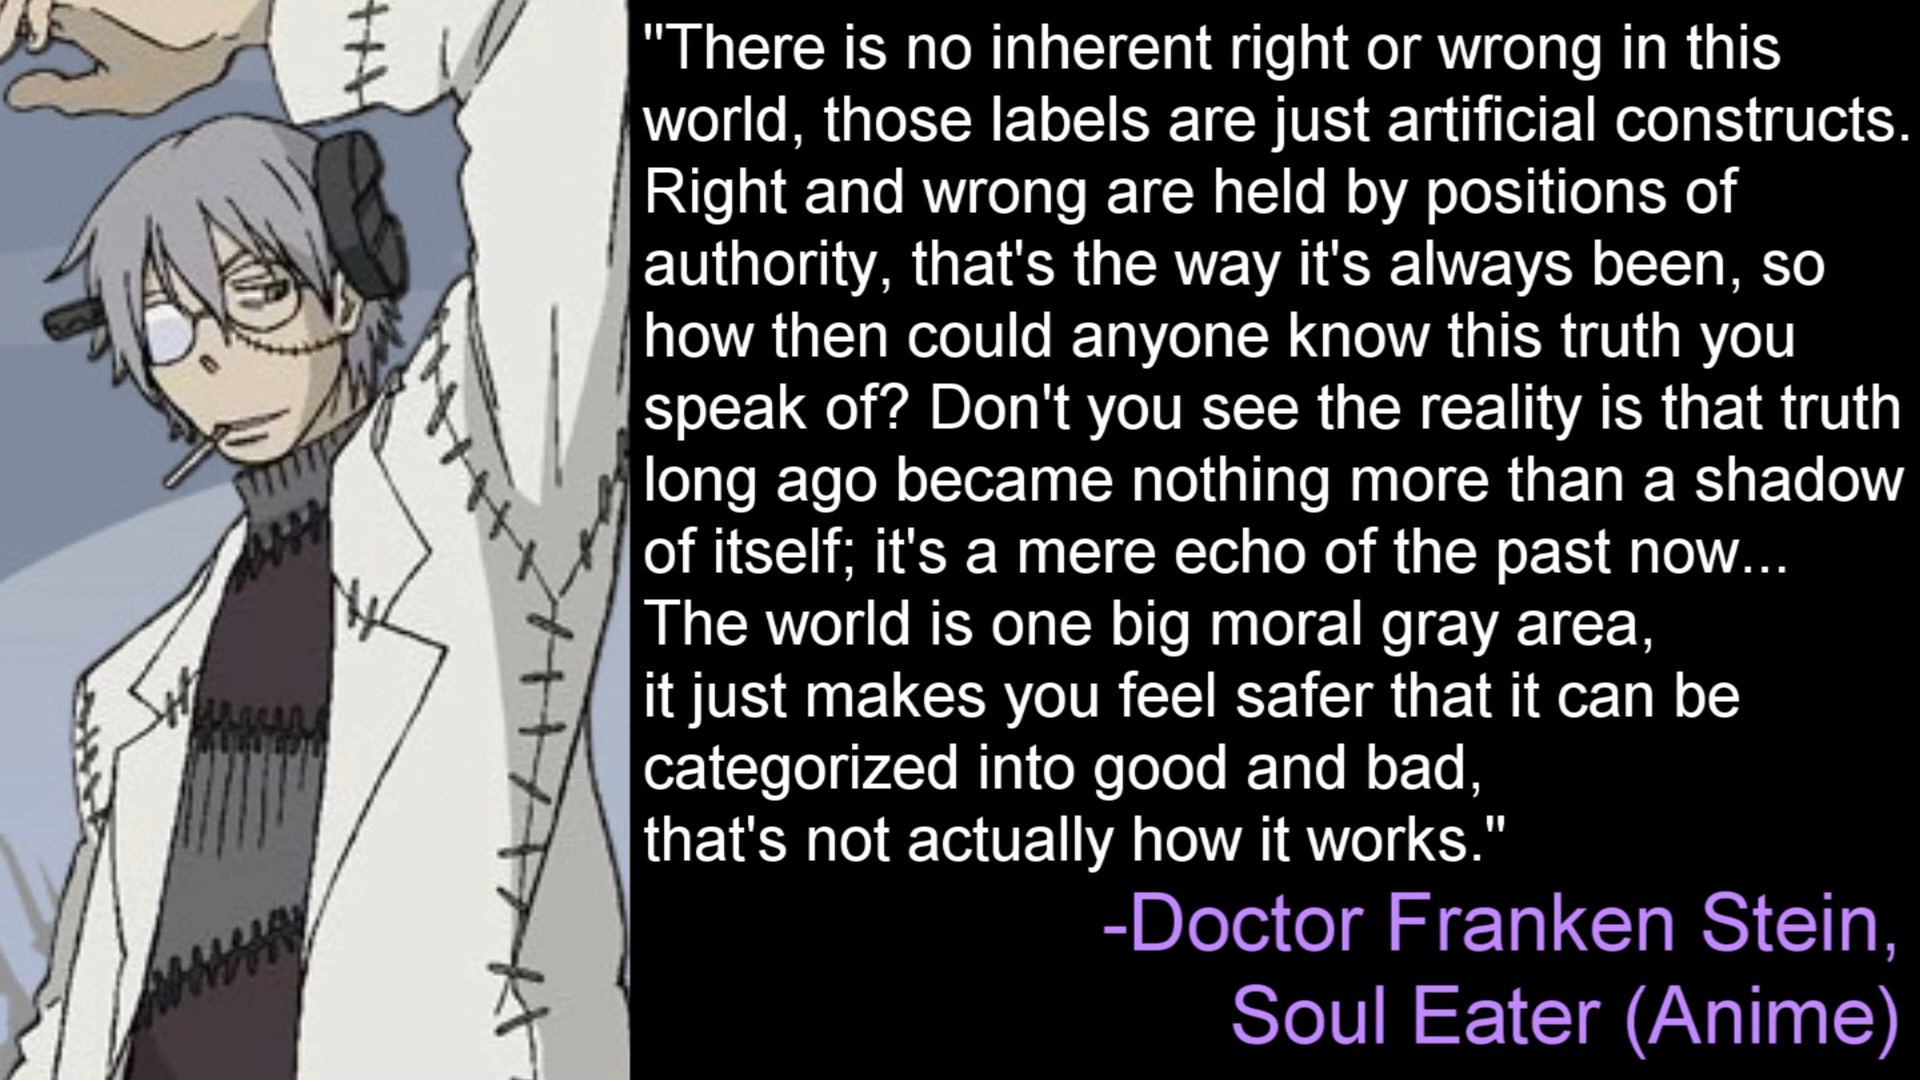 "There is no inherent right or wrong in this
world, those labels are just artificial constructs.
Right and wrong are held by positions of
authority, that's the way it's always been, so
how then could anyone know this truth you
speak of? Don't you see the reality is that truth
long ago became nothing more than a shadow
of itself; it's a mere echo of the past now...
The world is one big moral gray area,
it just makes you feel safer that it can be
categorized into good and bad,
that's not actually how it works."
-Doctor Franken Stein,
Soul Eater (Anime)